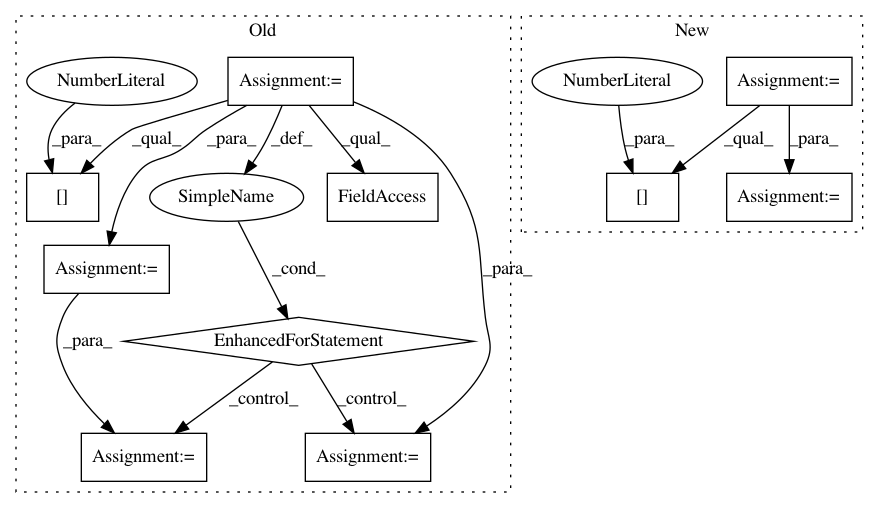 Old
New
NumberLiteral
Assignment:=
NumberLiteral
Assignment:=
_para_
_qual_
_para_
_def_
_qual_
_para_
_qual_
_para_
[]
SimpleName
FieldAccess
[]
Assignment:=
Assignment:=
_cond_
_para_
_para_
EnhancedForStatement
_control_
_control_
Assignment:=
Assignment:=